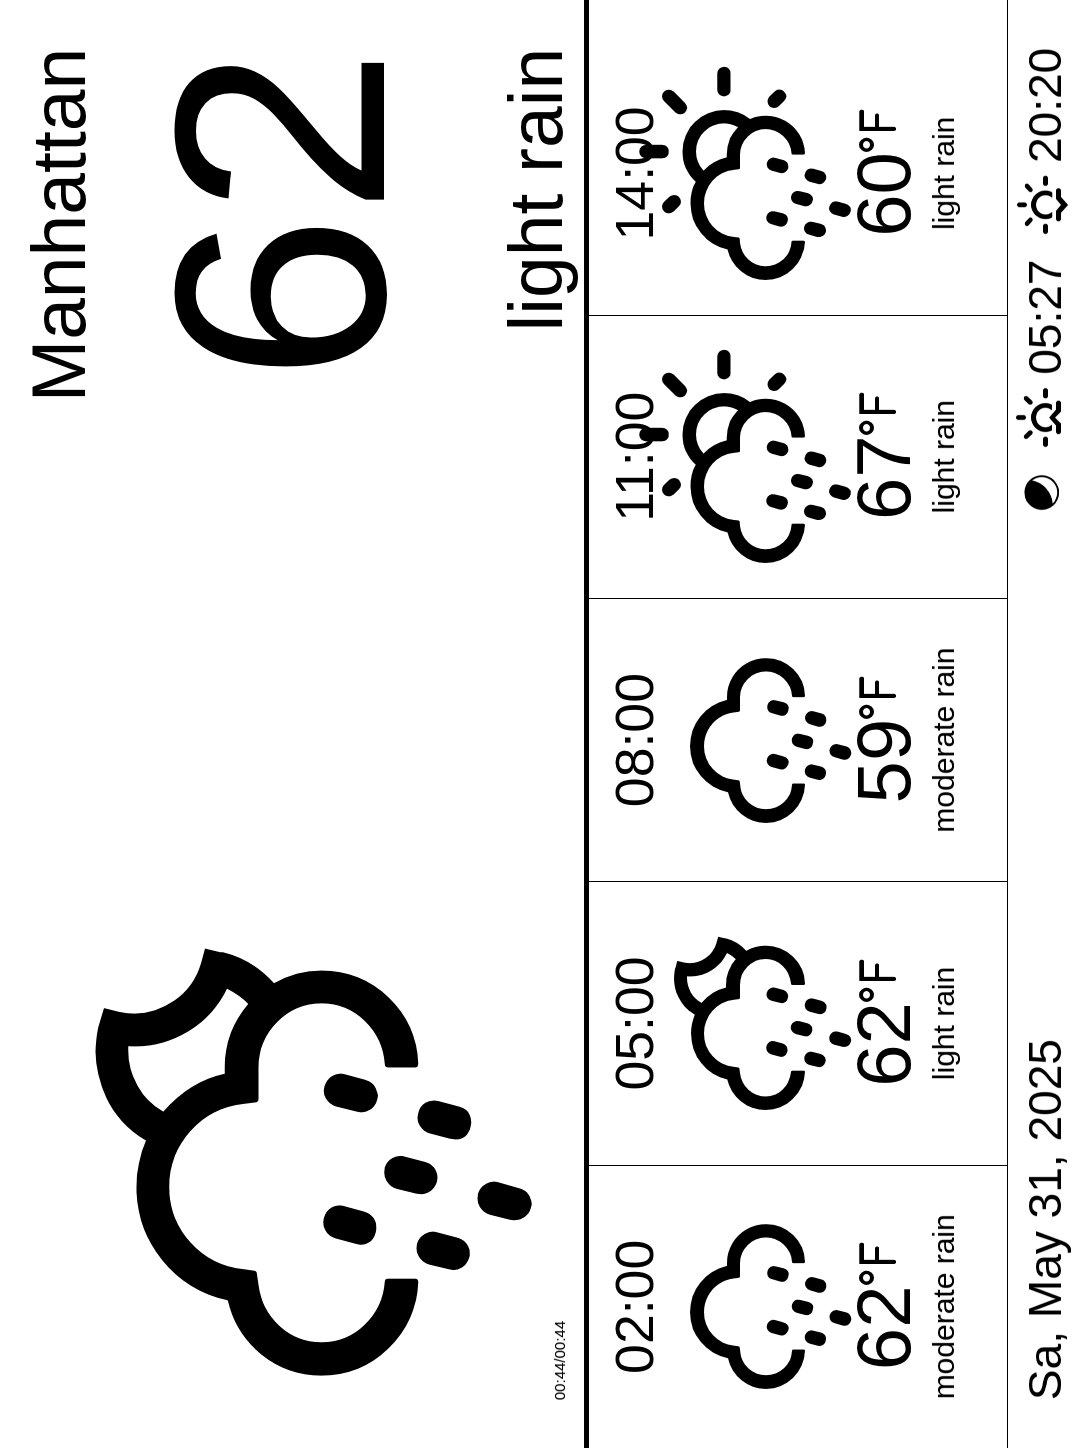 Manhattan
62
light rain
00:44/00:44
02:00
62°F
moderate rain
05:00
62°F
light rain
08:00
59°F
moderate rain
11:00
67°F
light rain
14:00
60°F
light rain
Sa, May 31, 2025
05:27
20:20